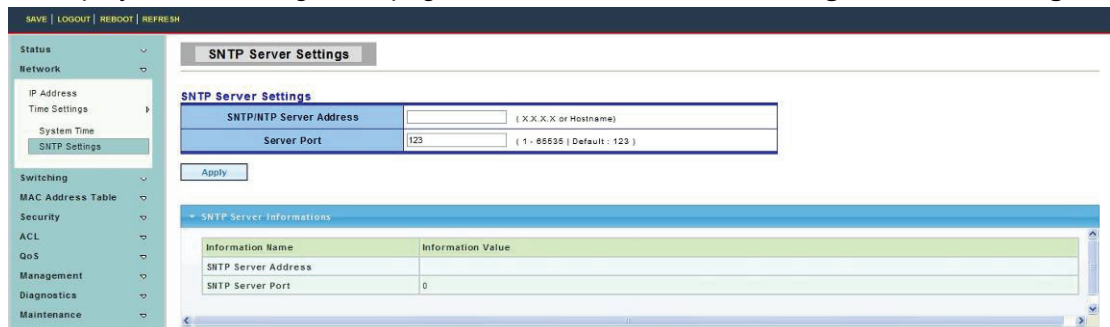 SAVE | LOGOUT | REBOOT | REFRESH
Status
Network
IP Address
Time Settings
System Time
SNTP Settings
Switching
MAC Address Table
Security
ACL
QoS
Management
Diagnostics
Maintenance
SNTP Server Settings
SNTP Server Settings
SNTP/NTP Server Address ( X.X.X.X or Hostname)
Server Port 123 ( 1 - 65535 | Default : 123 )
Apply
SNTP Server Informations
Information Name Information Value
SNTP Server Address
SNTP Server Port 0